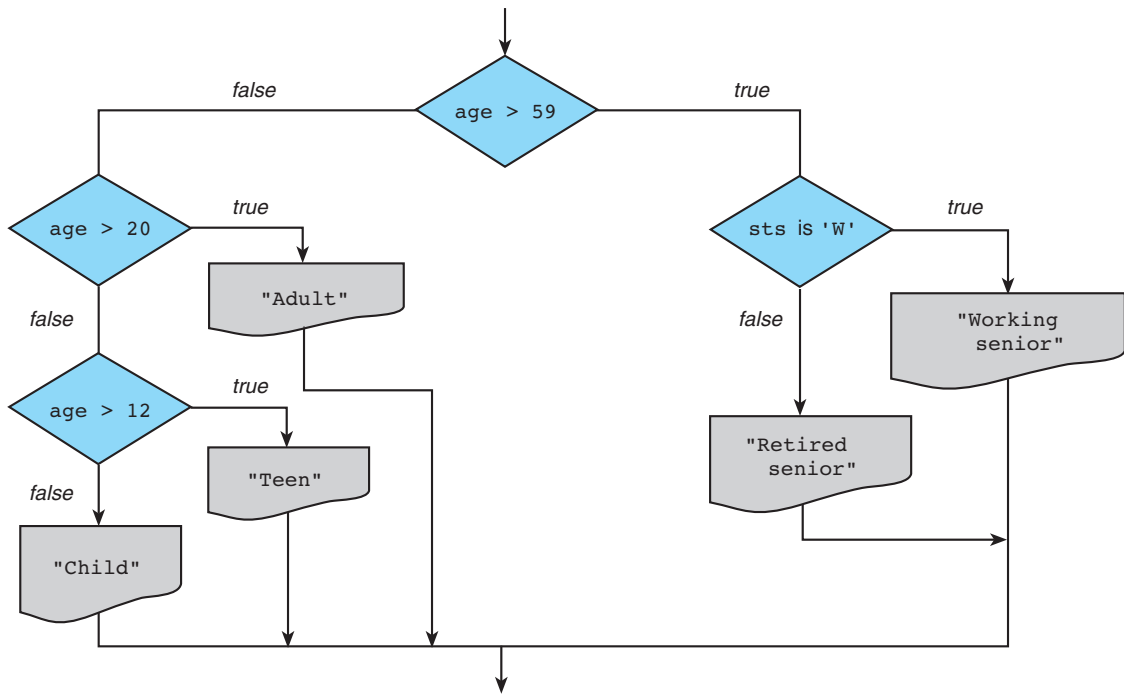 false
true
age > 59
true
true
age > 20
sts is 'W'
"Adult"
false
false
"Working
senior"
true
age > 12
"Retired
senior"
"Teen"
false
"Child"